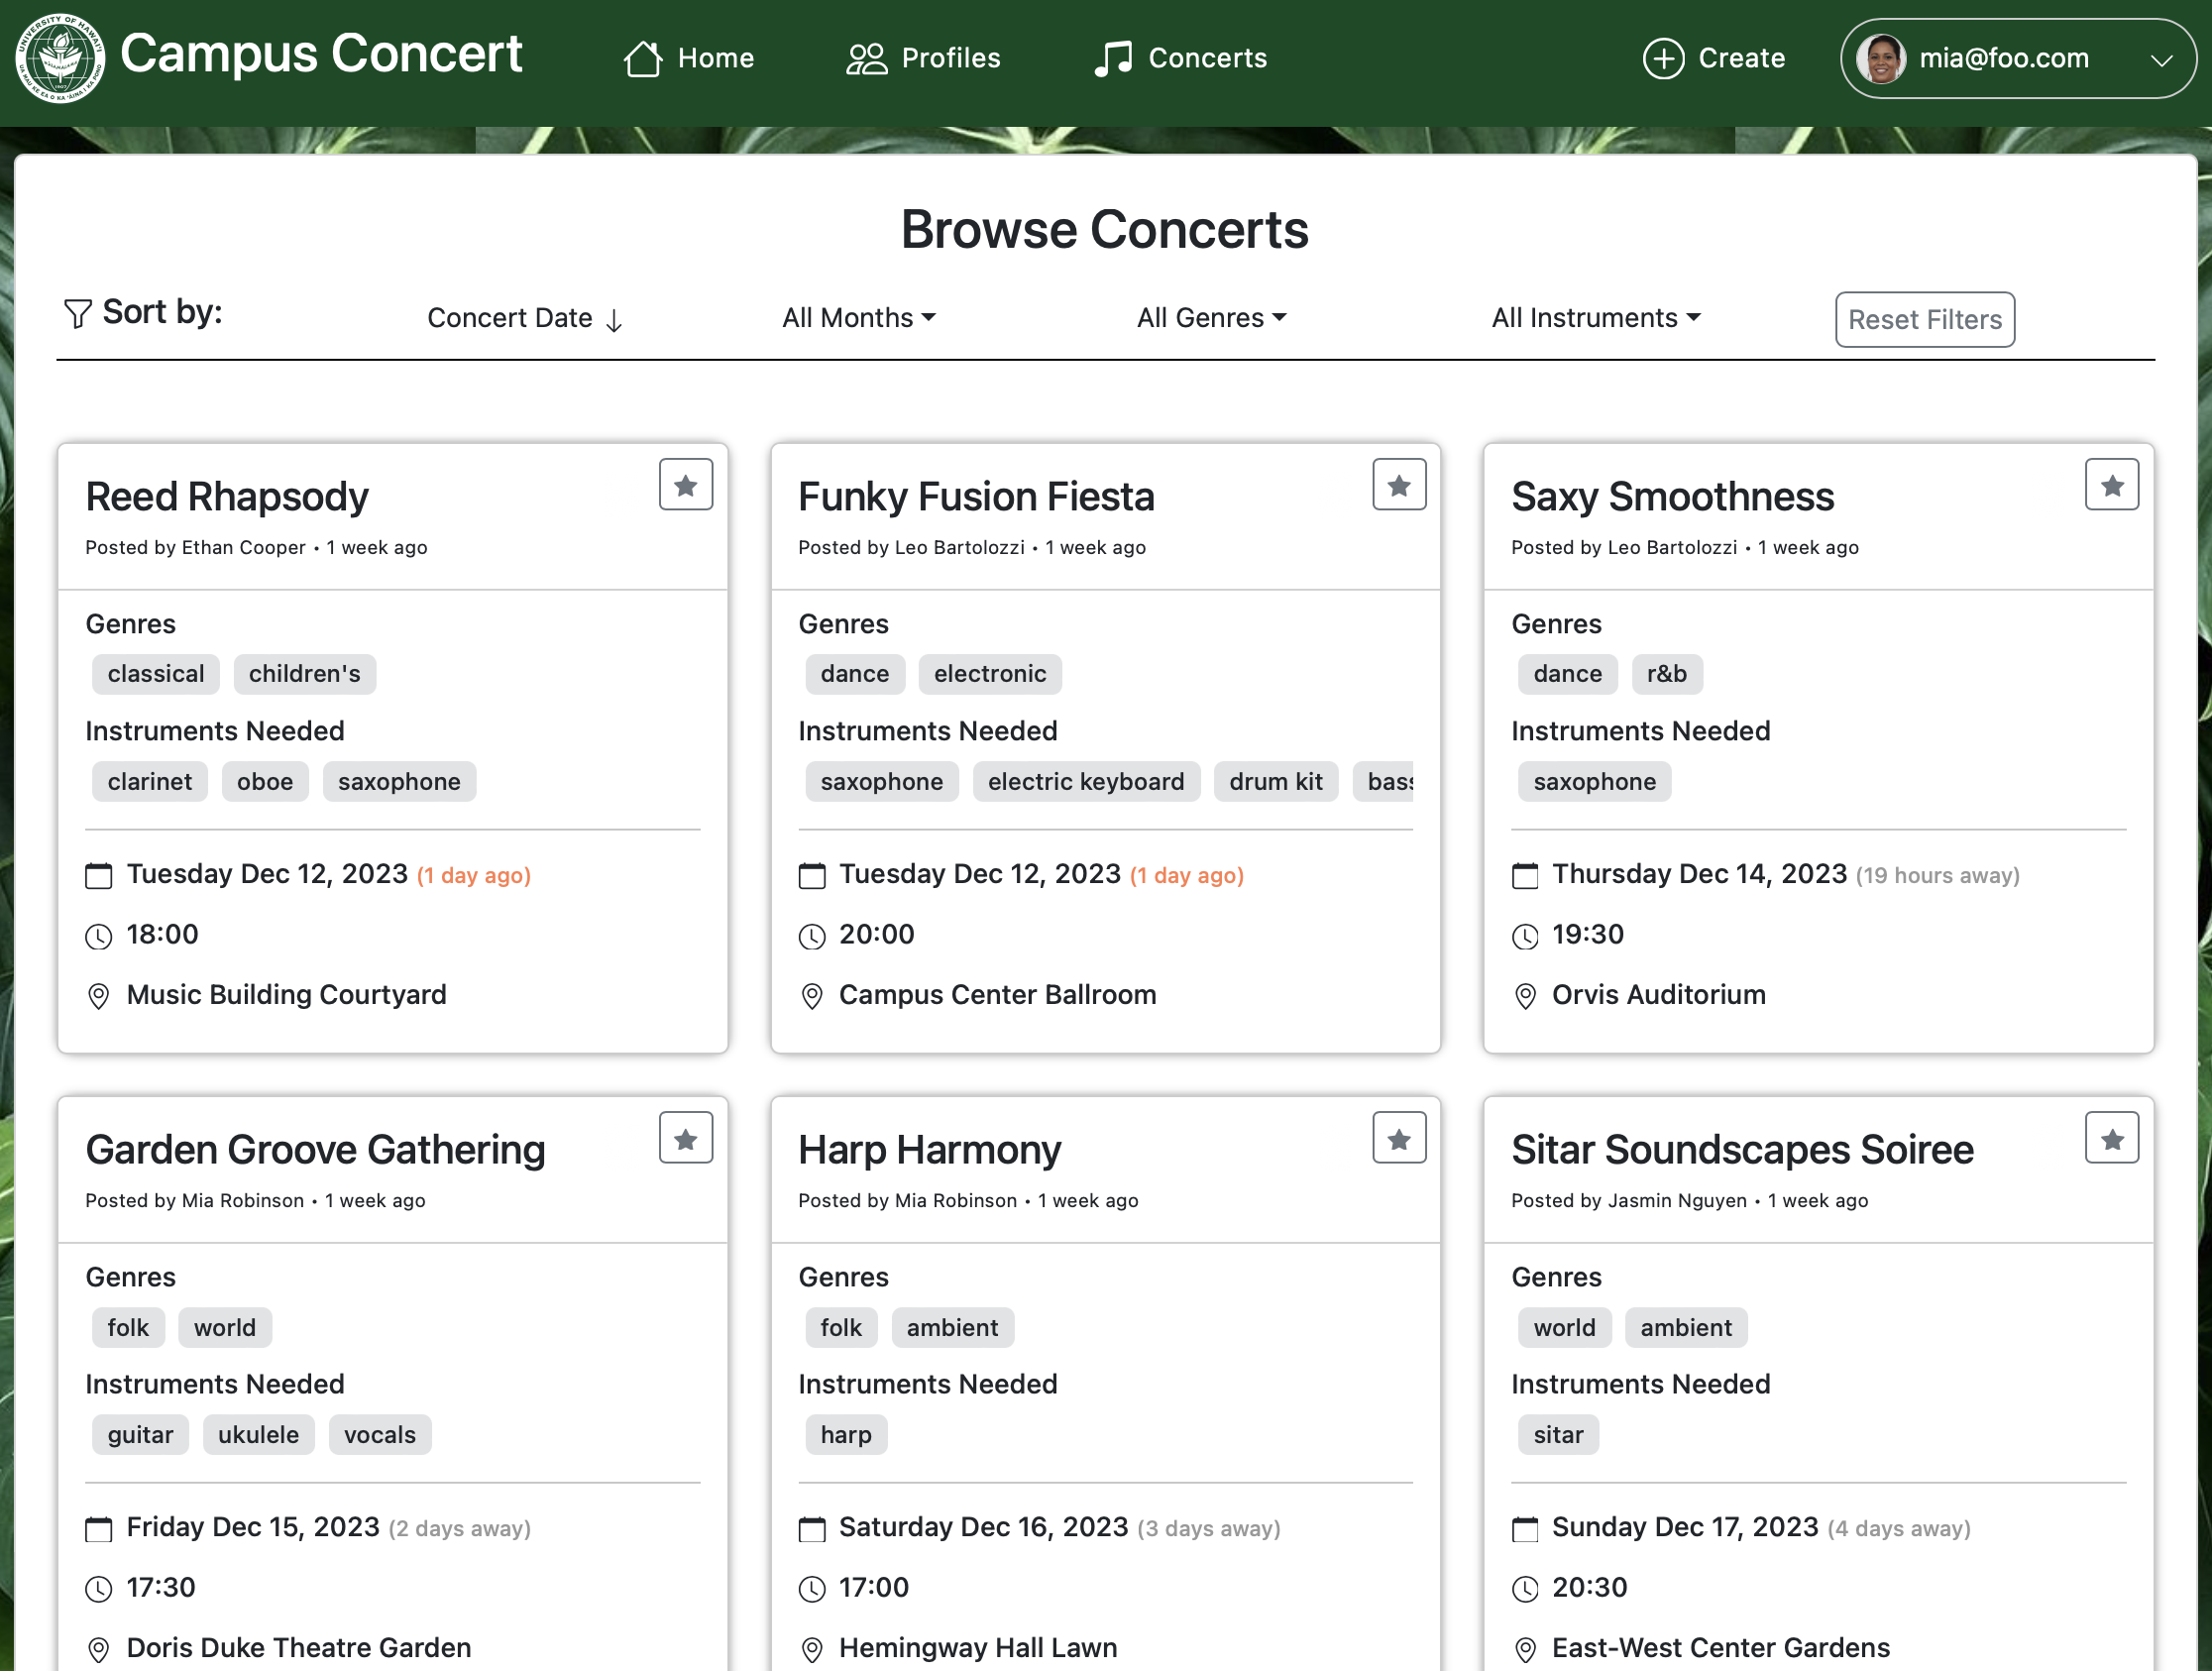 Campus Concert
Home
Profiles
Concerts
Create
mia@foo.com
Browse Concerts
Sort by:
Concert Date
All Months
All Genres
All Instruments
Reset Filters
Reed Rhapsody
Posted by Ethan Cooper • 1 week ago
Genres
classical children's
Instruments Needed
clarinet oboe saxophone
Tuesday Dec 12, 2023 (1 day ago)
18:00
Music Building Courtyard
Funky Fusion Fiesta
Posted by Leo Bartolozzi • 1 week ago
Genres
dance electronic
Instruments Needed
saxophone electric keyboard drum kit bass
Tuesday Dec 12, 2023 (1 day ago)
20:00
Campus Center Ballroom
Saxy Smoothness
Posted by Leo Bartolozzi • 1 week ago
Genres
dance r&b
Instruments Needed
saxophone
Thursday Dec 14, 2023 (19 hours away)
19:30
Orvis Auditorium
Garden Groove Gathering
Posted by Mia Robinson • 1 week ago
Genres
folk world
Instruments Needed
guitar ukulele vocals
Friday Dec 15, 2023 (2 days away)
17:30
Doris Duke Theatre Garden
Harp Harmony
Posted by Mia Robinson • 1 week ago
Genres
folk ambient
Instruments Needed
harp
Saturday Dec 16, 2023 (3 days away)
17:00
Hemingway Hall Lawn
Sitar Soundscapes Soiree
Posted by Jasmin Nguyen • 1 week ago
Genres
world ambient
Instruments Needed
sitar
Sunday Dec 17, 2023 (4 days away)
20:30
East-West Center Gardens